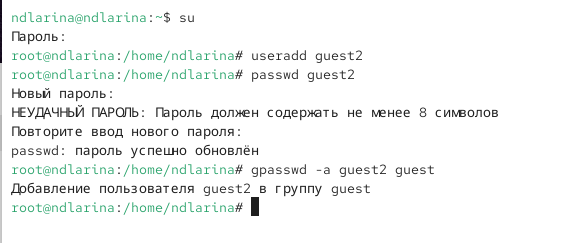 ndlarina@ndlarina:~$ su
Пароль:
root@ndlarina:/home/ndlarina# useradd guest2
root@ndlarina:/home/ndlarina# passwd guest2
Новый пароль:
НЕУДАЧНЫЙ ПАРОЛЬ: Пароль должен содержать не менее 8 символов
Повторите ввод нового пароля:
passwd: пароль успешно обновлён
root@ndlarina:/home/ndlarina# gpasswd -a guest2 guest
Добавление пользователя guest2 в группу guest
root@ndlarina:/home/ndlarina#